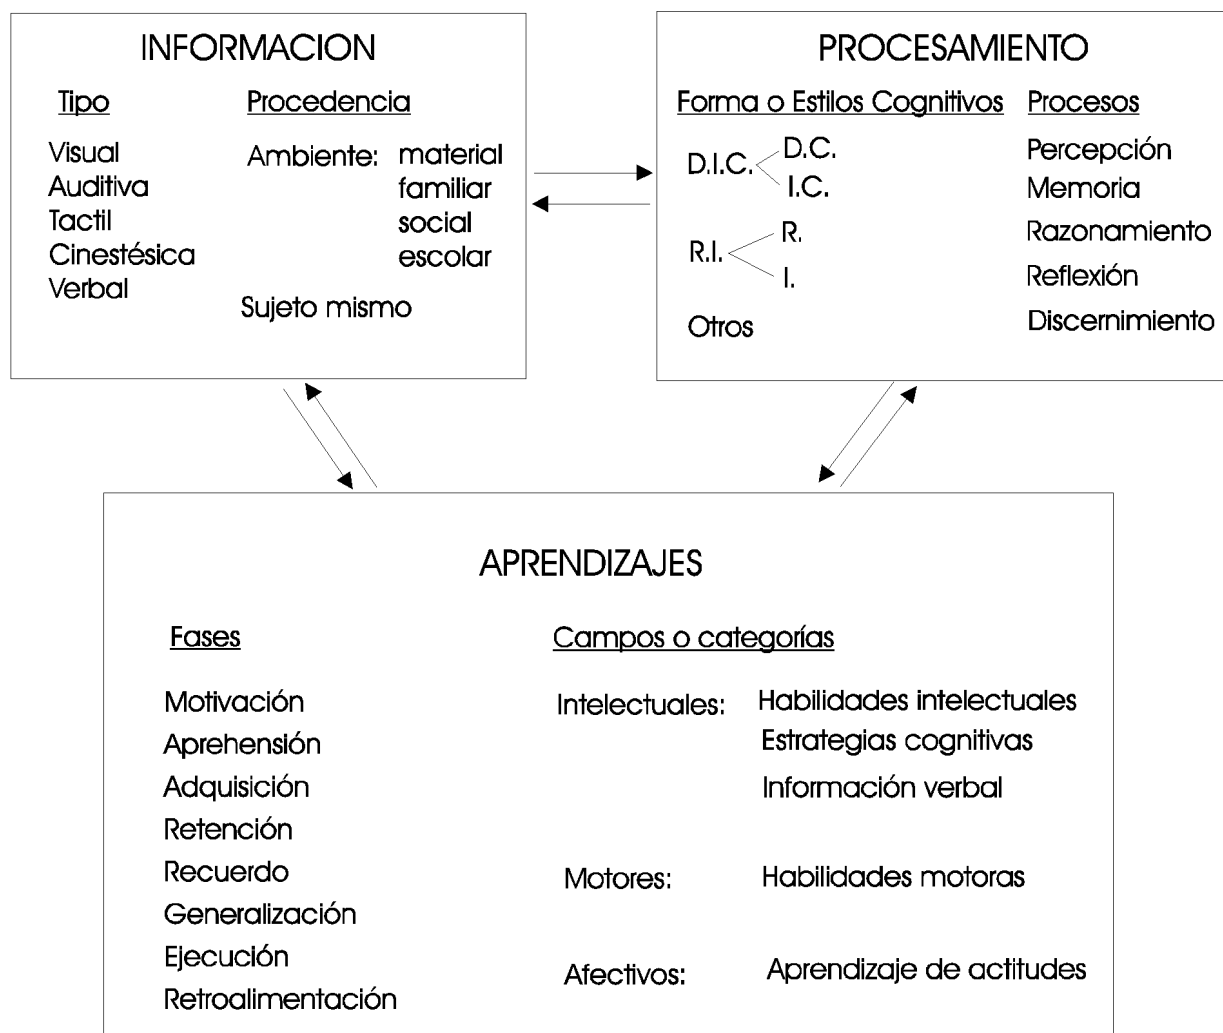 INFORMACION
Tipo Procedencia
Visual Ambiente: material
Auditiva familiar
Tactil social
Cinestésica escolar
Verbal
Sujeto mismo
PROCESAMIENTO
Forma o Estilos Cognitivos Procesos
D.I.C. D.C. Percepción
I.C. Memoria
R.I. R. Razonamiento
I. Reflexión
Otros Discernimiento
APRENDIZAJES
Fases Campos o categorías
Motivación Intelectuales: Habilidades intelectuales
Aprehensión Estrategias cognitivas
Adquisición Información verbal
Retención
Recuerdo Motores: Habilidades motoras
Generalización
Ejecución Afectivos: Aprendizaje de actitudes
Retroalimentación